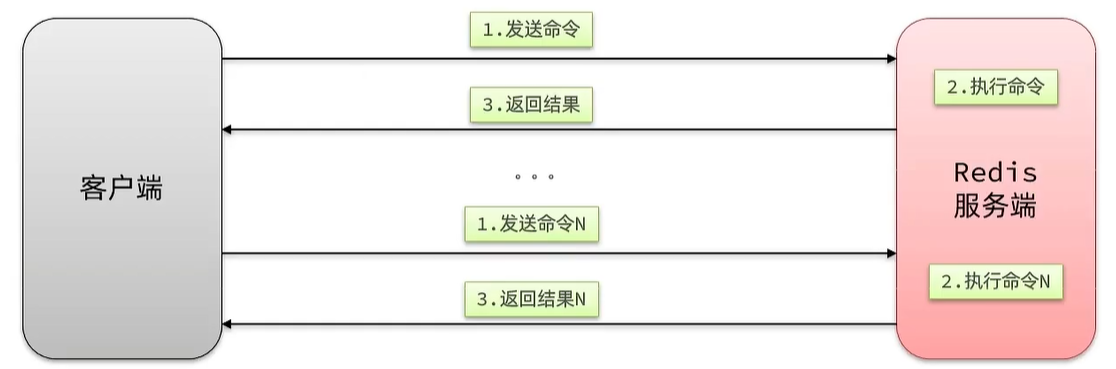 1.发送命令
2.执行命令
3.返回结果
。。。
客户端
Redis
服务端
1.发送命令N
2.执行命令N
3.返回结果N